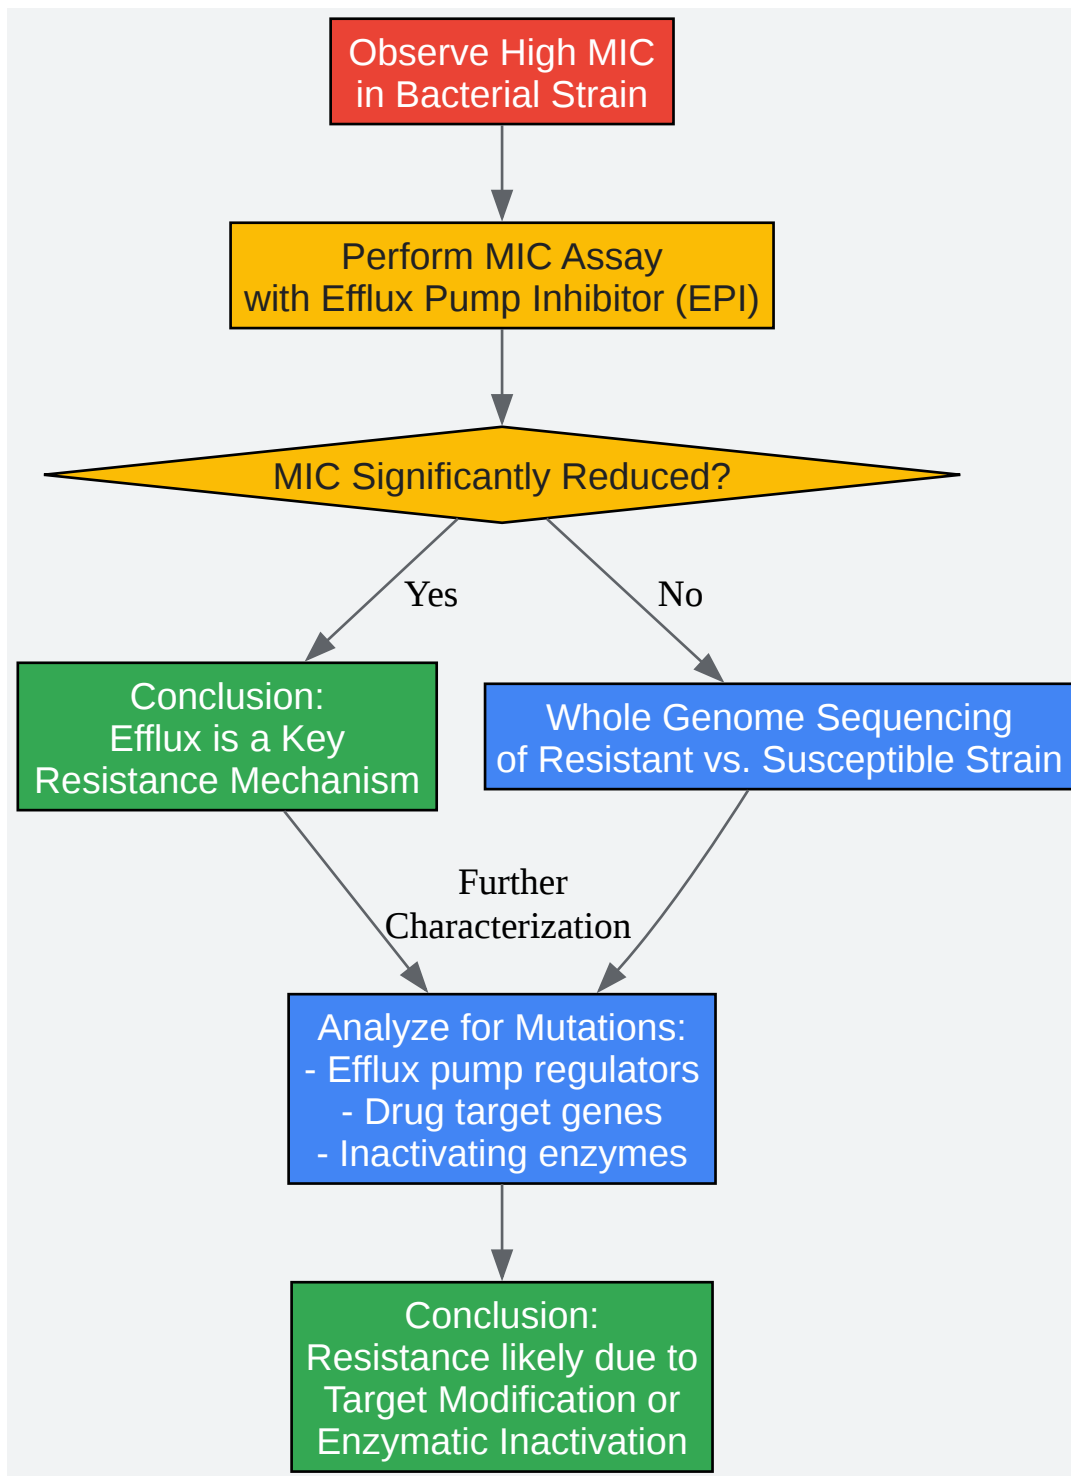 Observe High MIC
in Bacterial Strain
Perform MIC Assay
with Efflux Pump Inhibitor (EPI)
MIC Significantly Reduced?
Yes
No
Conclusion:
Efflux is a Key
Resistance Mechanism
Whole Genome Sequencing
of Resistant vs. Susceptible Strain
Further
Characterization
Analyze for Mutations:
- Efflux pump regulators
- Drug target genes
- Inactivating enzymes
Conclusion:
Resistance likely due to
Target Modification or
Enzymatic Inactivation